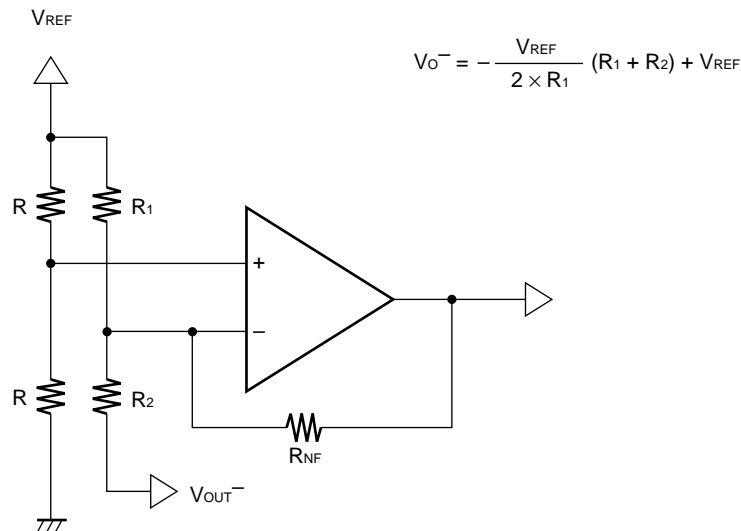 VREF
VO– = – VREF / 2 × R1 (R1 + R2) + VREF
R
R1
+
–
R
R2
RNF
VOUT–